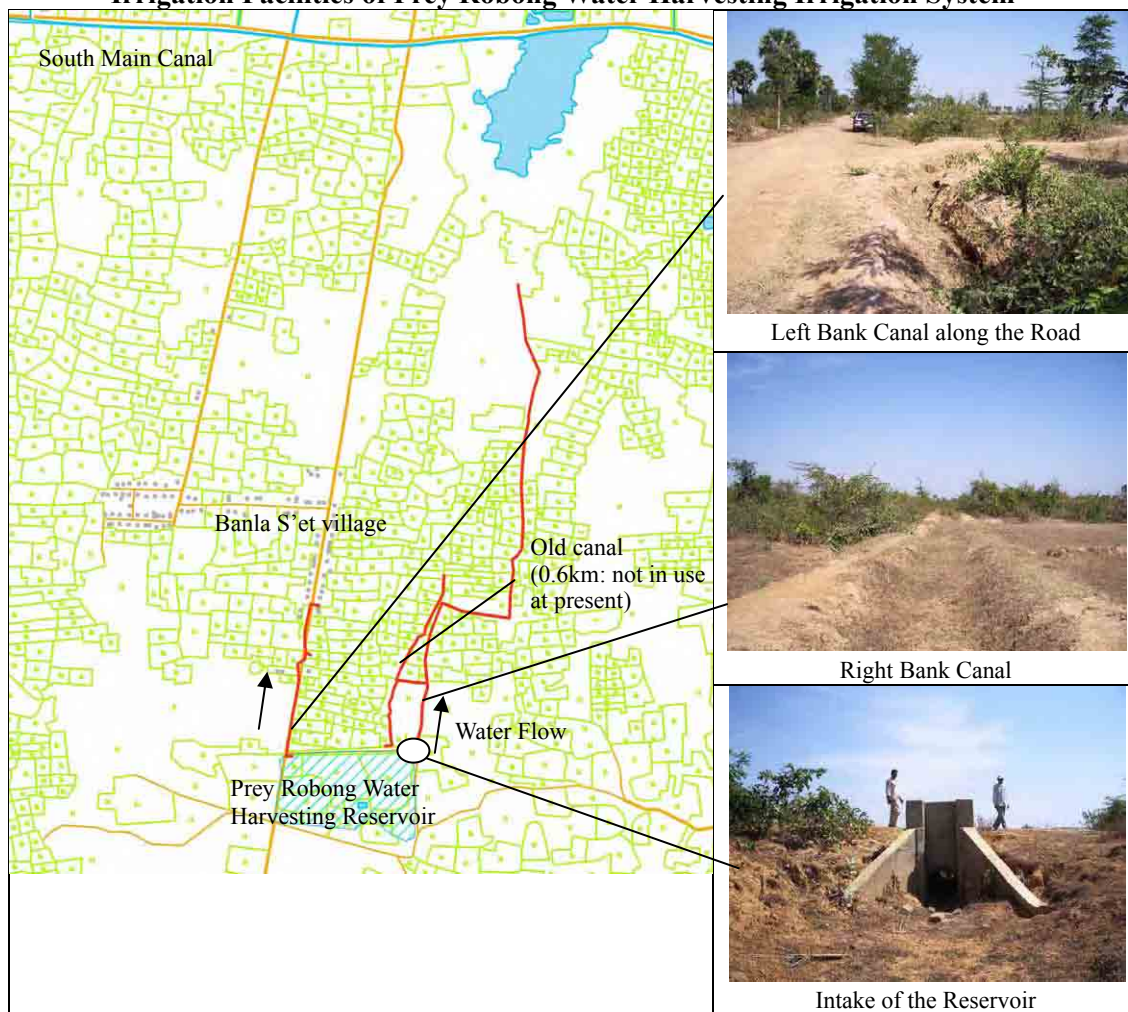 Irrigation Facilities of Prey Robong Water Harvesting Irrigation System
South Main Canal
Left Bank Canal along the Road
Banla S'et village
Old canal
(0.6km: not in use
at present)
Right Bank Canal
Water Flow
Prey Robong Water
Harvesting Reservoir
Intake of the Reservoir